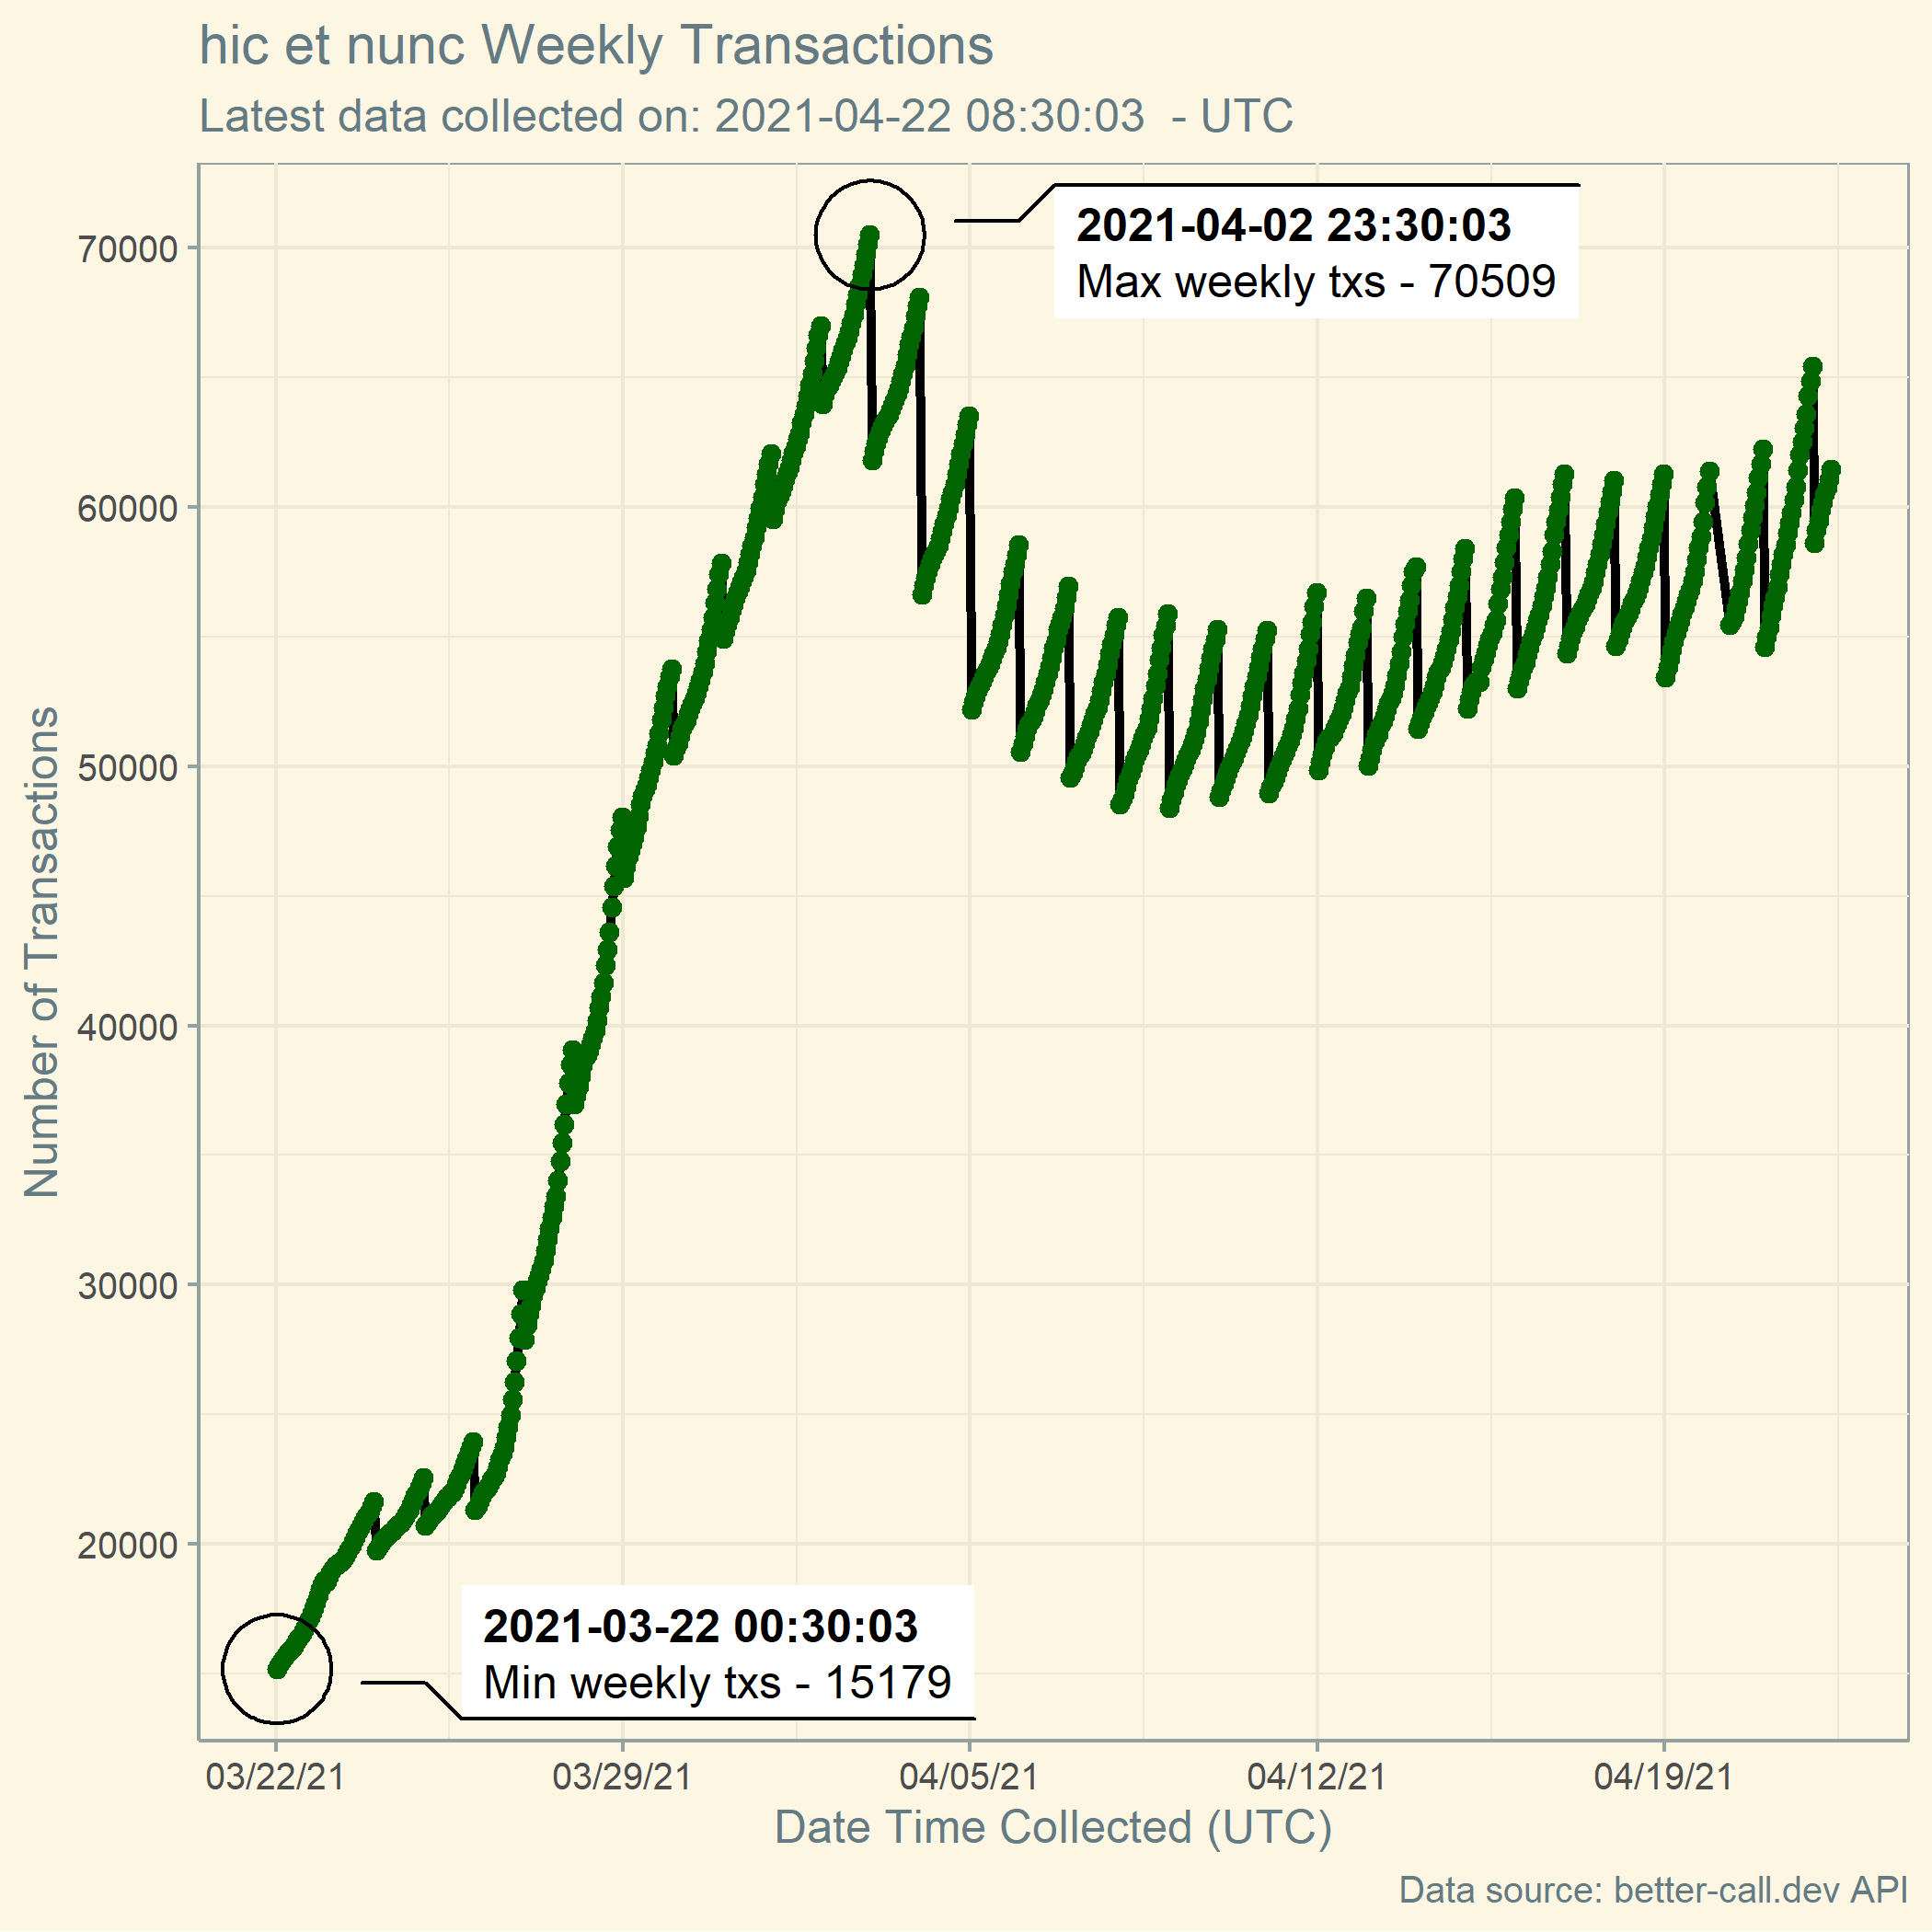 hic et nunc Weekly Transactions
Latest data collected on: 2021-04-22 08:30:03 - UTC
2021-04-02 23:30:03
Max weekly txs - 70509
70000
60000
50000
40000
30000
20000
Number of Transactions
2021-03-22 00:30:03
Min weekly txs - 15179
03/22/21
03/29/21
04/05/21
04/12/21
04/19/21
Date Time Collected (UTC)
Data source: better-call.dev API